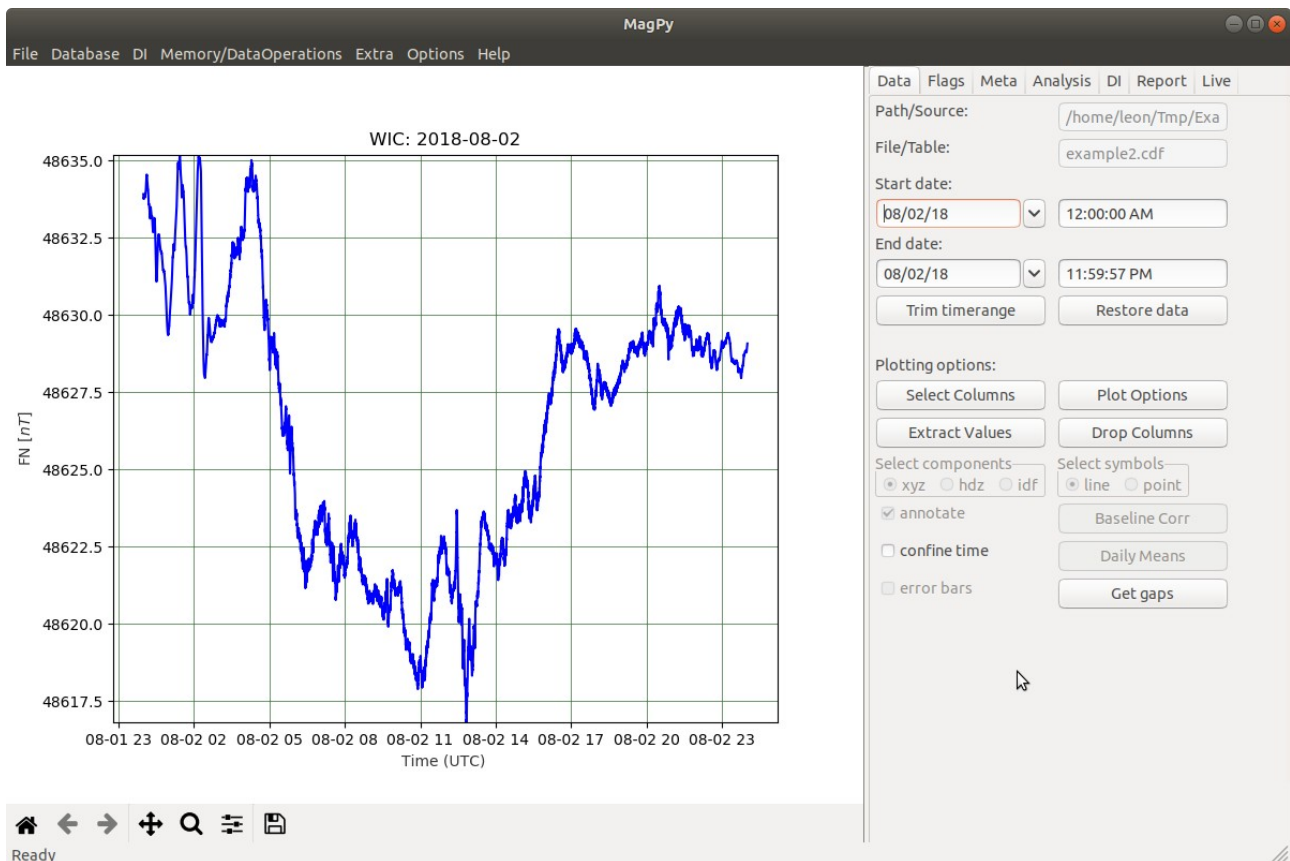 MagPy
File Database DI Memory/DataOperations Extra Options Help
WIC: 2018-08-02
48635.0
48632.5
48630.0
48627.5
48625.0
48622.5
48620.0
48617.5
FN [nT]
08-01 23 08-02 02 08-02 05 08-02 08 08-02 11 08-02 14 08-02 17 08-02 20 08-02 23
Time (UTC)
Data Flags Meta Analysis DI Report Live
Path/Source: /home/leon/Tmp/Exa
File/Table: example2.cdf
Start date:
08/02/18 12:00:00 AM
End date:
08/02/18 11:59:57 PM
Trim timerange Restore data
Plotting options:
Select Columns Plot Options
Extract Values Drop Columns
Select components Select symbols
xyz hdz idf line point
annotate Baseline Corr
confine time Daily Means
error bars Get gaps
Ready